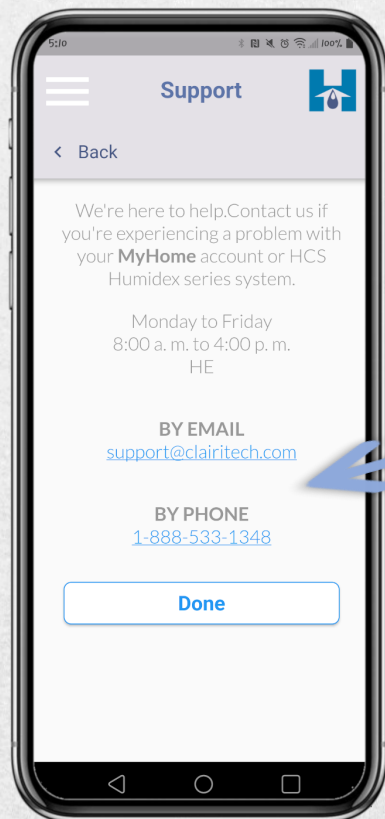 5:10
100%
Support
< Back
We're here to help.Contact us if
you're experiencing a problem with
your MyHome account or HCS
Humidex series system.
Monday to Friday
8:00 a. m. to 4:00 p. m.
HE
BY EMAIL
support@clairitech.com
BY PHONE
1-888-533-1348
Done